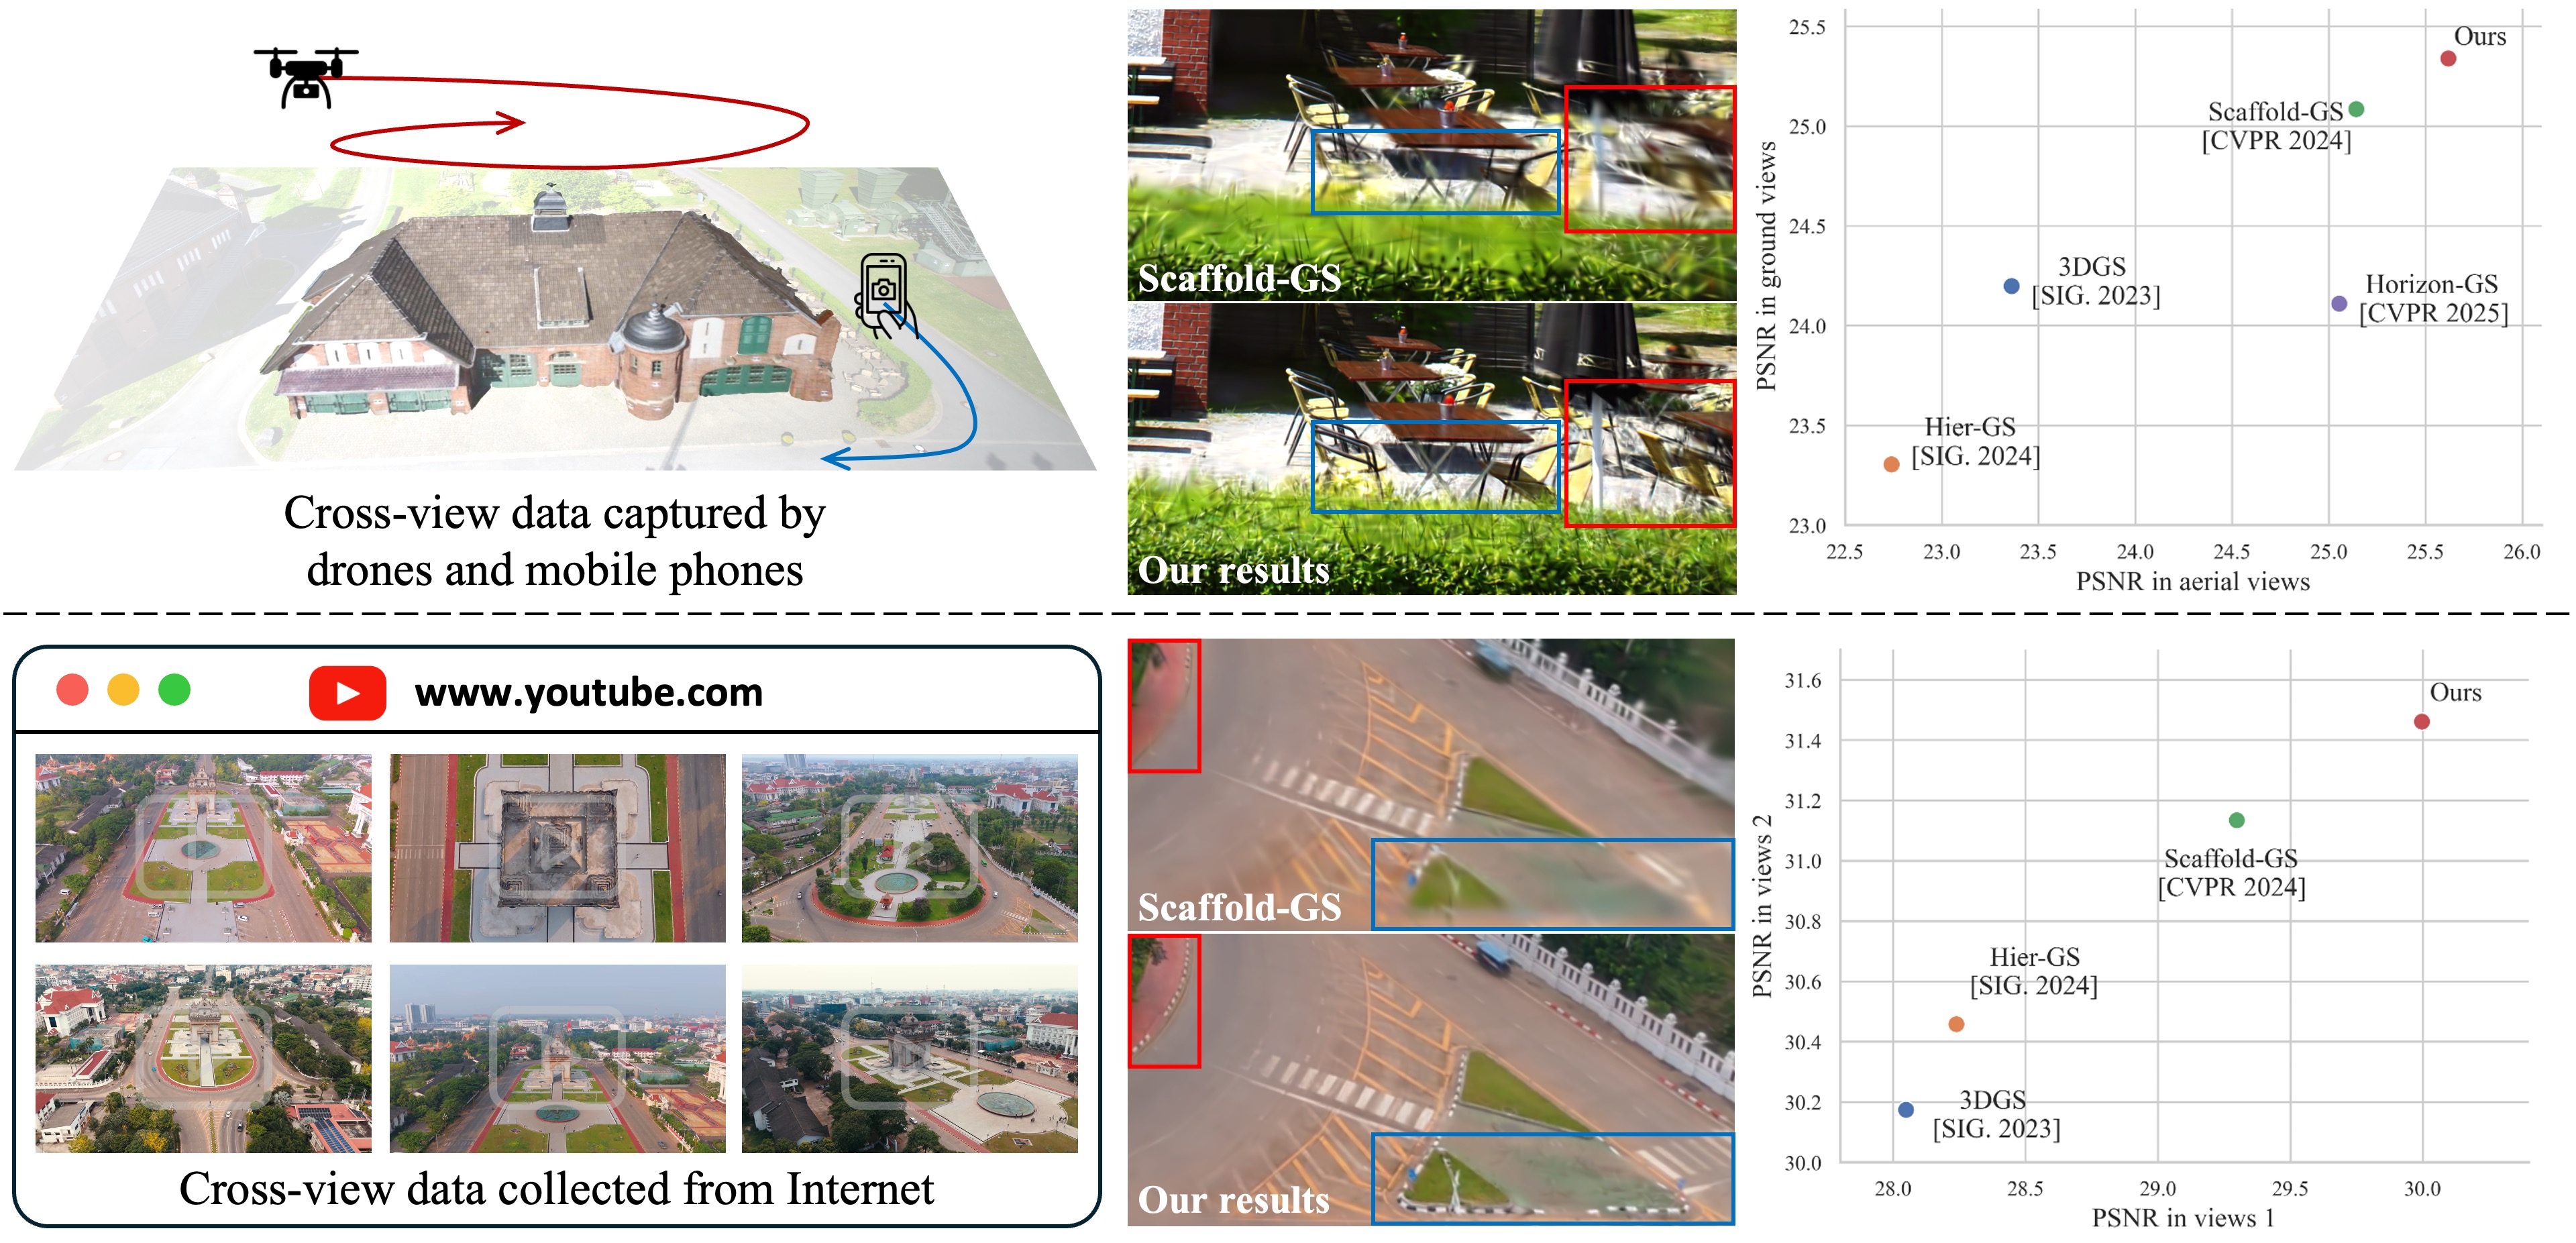 Cross-view data captured by
drones and mobile phones
Scaffold-GS
Our results
PSNR in ground views
25.5
25.0
24.5
24.0
23.5
23.0
Ours
Scaffold-GS
[CVPR 2024]
3DGS
[SIG. 2023]
Horizon-GS
[CVPR 2025]
Hier-GS
[SIG. 2024]
22.5 23.0 23.5 24.0 24.5 25.0 25.5 26.0
PSNR in aerial views
www.youtube.com
Cross-view data collected from Internet
Scaffold-GS
Our results
PSNR in views 2
31.6
31.4
31.2
31.0
30.8
30.6
30.4
30.2
30.0
Ours
Scaffold-GS
[CVPR 2024]
Hier-GS
[SIG. 2024]
3DGS
[SIG. 2023]
28.0 28.5 29.0 29.5 30.0
PSNR in views 1